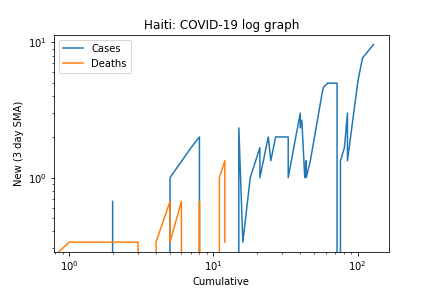 Haiti: COVID-19 log graph
Cases
Deaths
New (3 day SMA)
10¹
10⁰
10⁰
10¹
10²
Cumulative